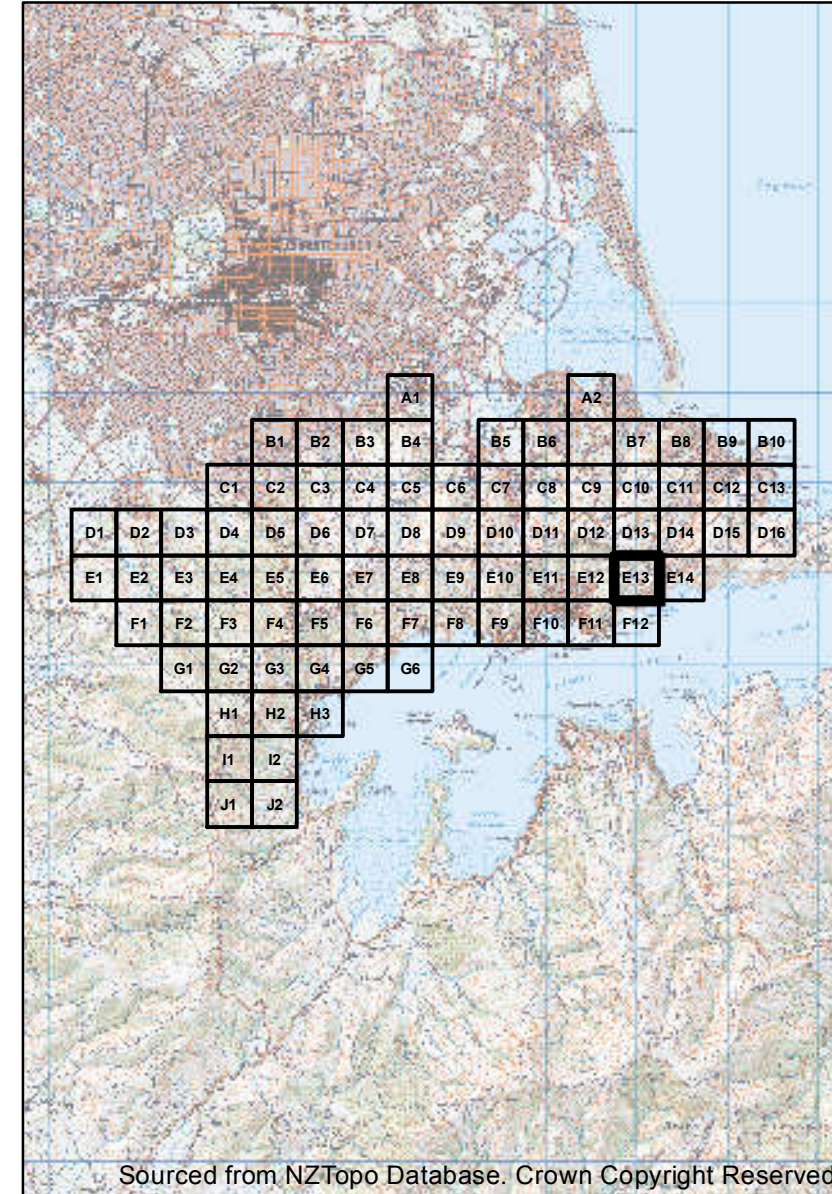 A1 A2
B1 B2 B3 B4 B5 B6 B7 B8 B9 B10
C1 C2 C3 C4 C5 C6 C7 C8 C9 C10 C11 C12 C13
D1 D2 D3 D4 D5 D6 D7 D8 D9 D10 D11 D12 D13 D14 D15 D16
E1 E2 E3 E4 E5 E6 E7 E8 E9 E10 E11 E12 E13 E14
F1 F2 F3 F4 F5 F6 F7 F8 F9 F10 F11 F12
G1 G2 G3 G4 G5 G6
H1 H2 H3
I1 I2
J1 J2
Sourced from NZTopo Database. Crown Copyright Reserved